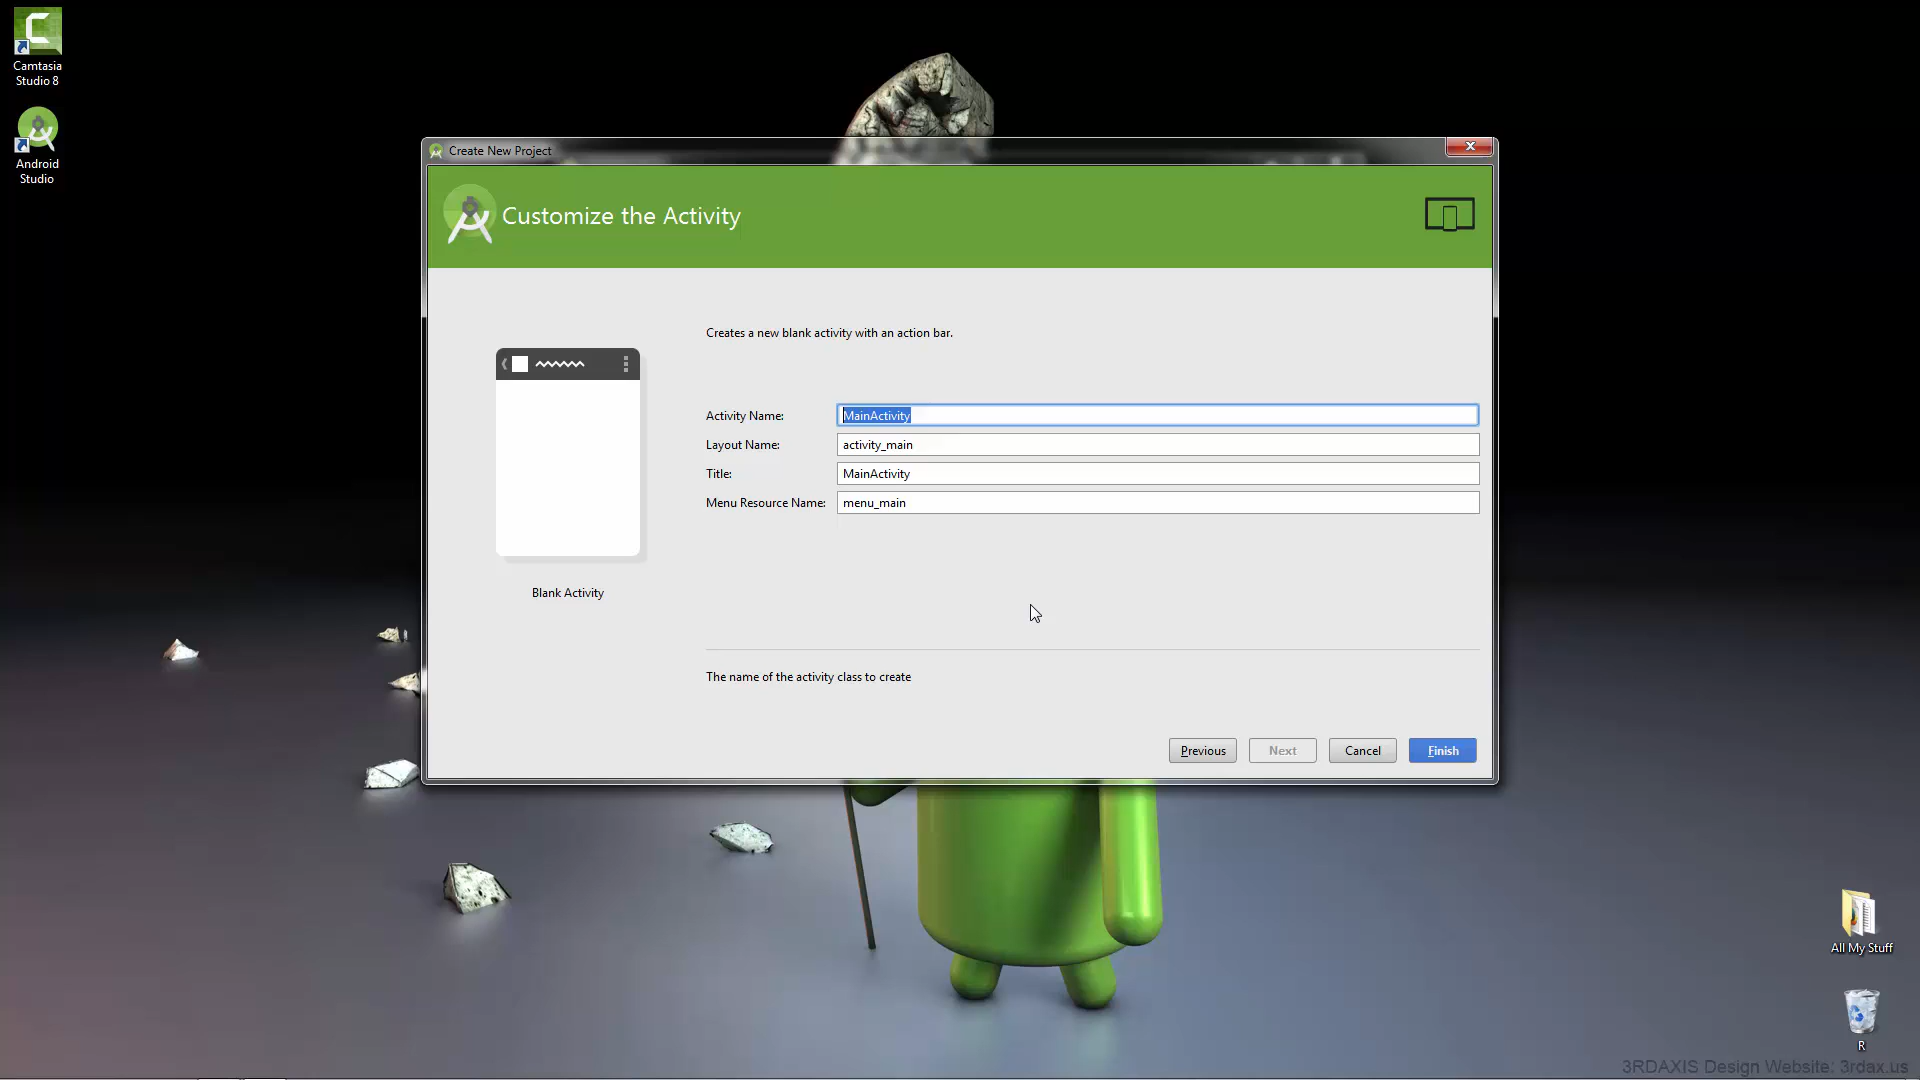 Camtasia
Studio 8
Android
Studio
Create New Project
Customize the Activity
Creates a new blank activity with an action bar.
Activity Name: MainActivity
Layout Name: activity_main
Title: MainActivity
Menu Resource Name: menu_main
Blank Activity
The name of the activity class to create
Previous Next Cancel Finish
All My Stuff
R
3RDAXIS Design Website: 3rdax.us